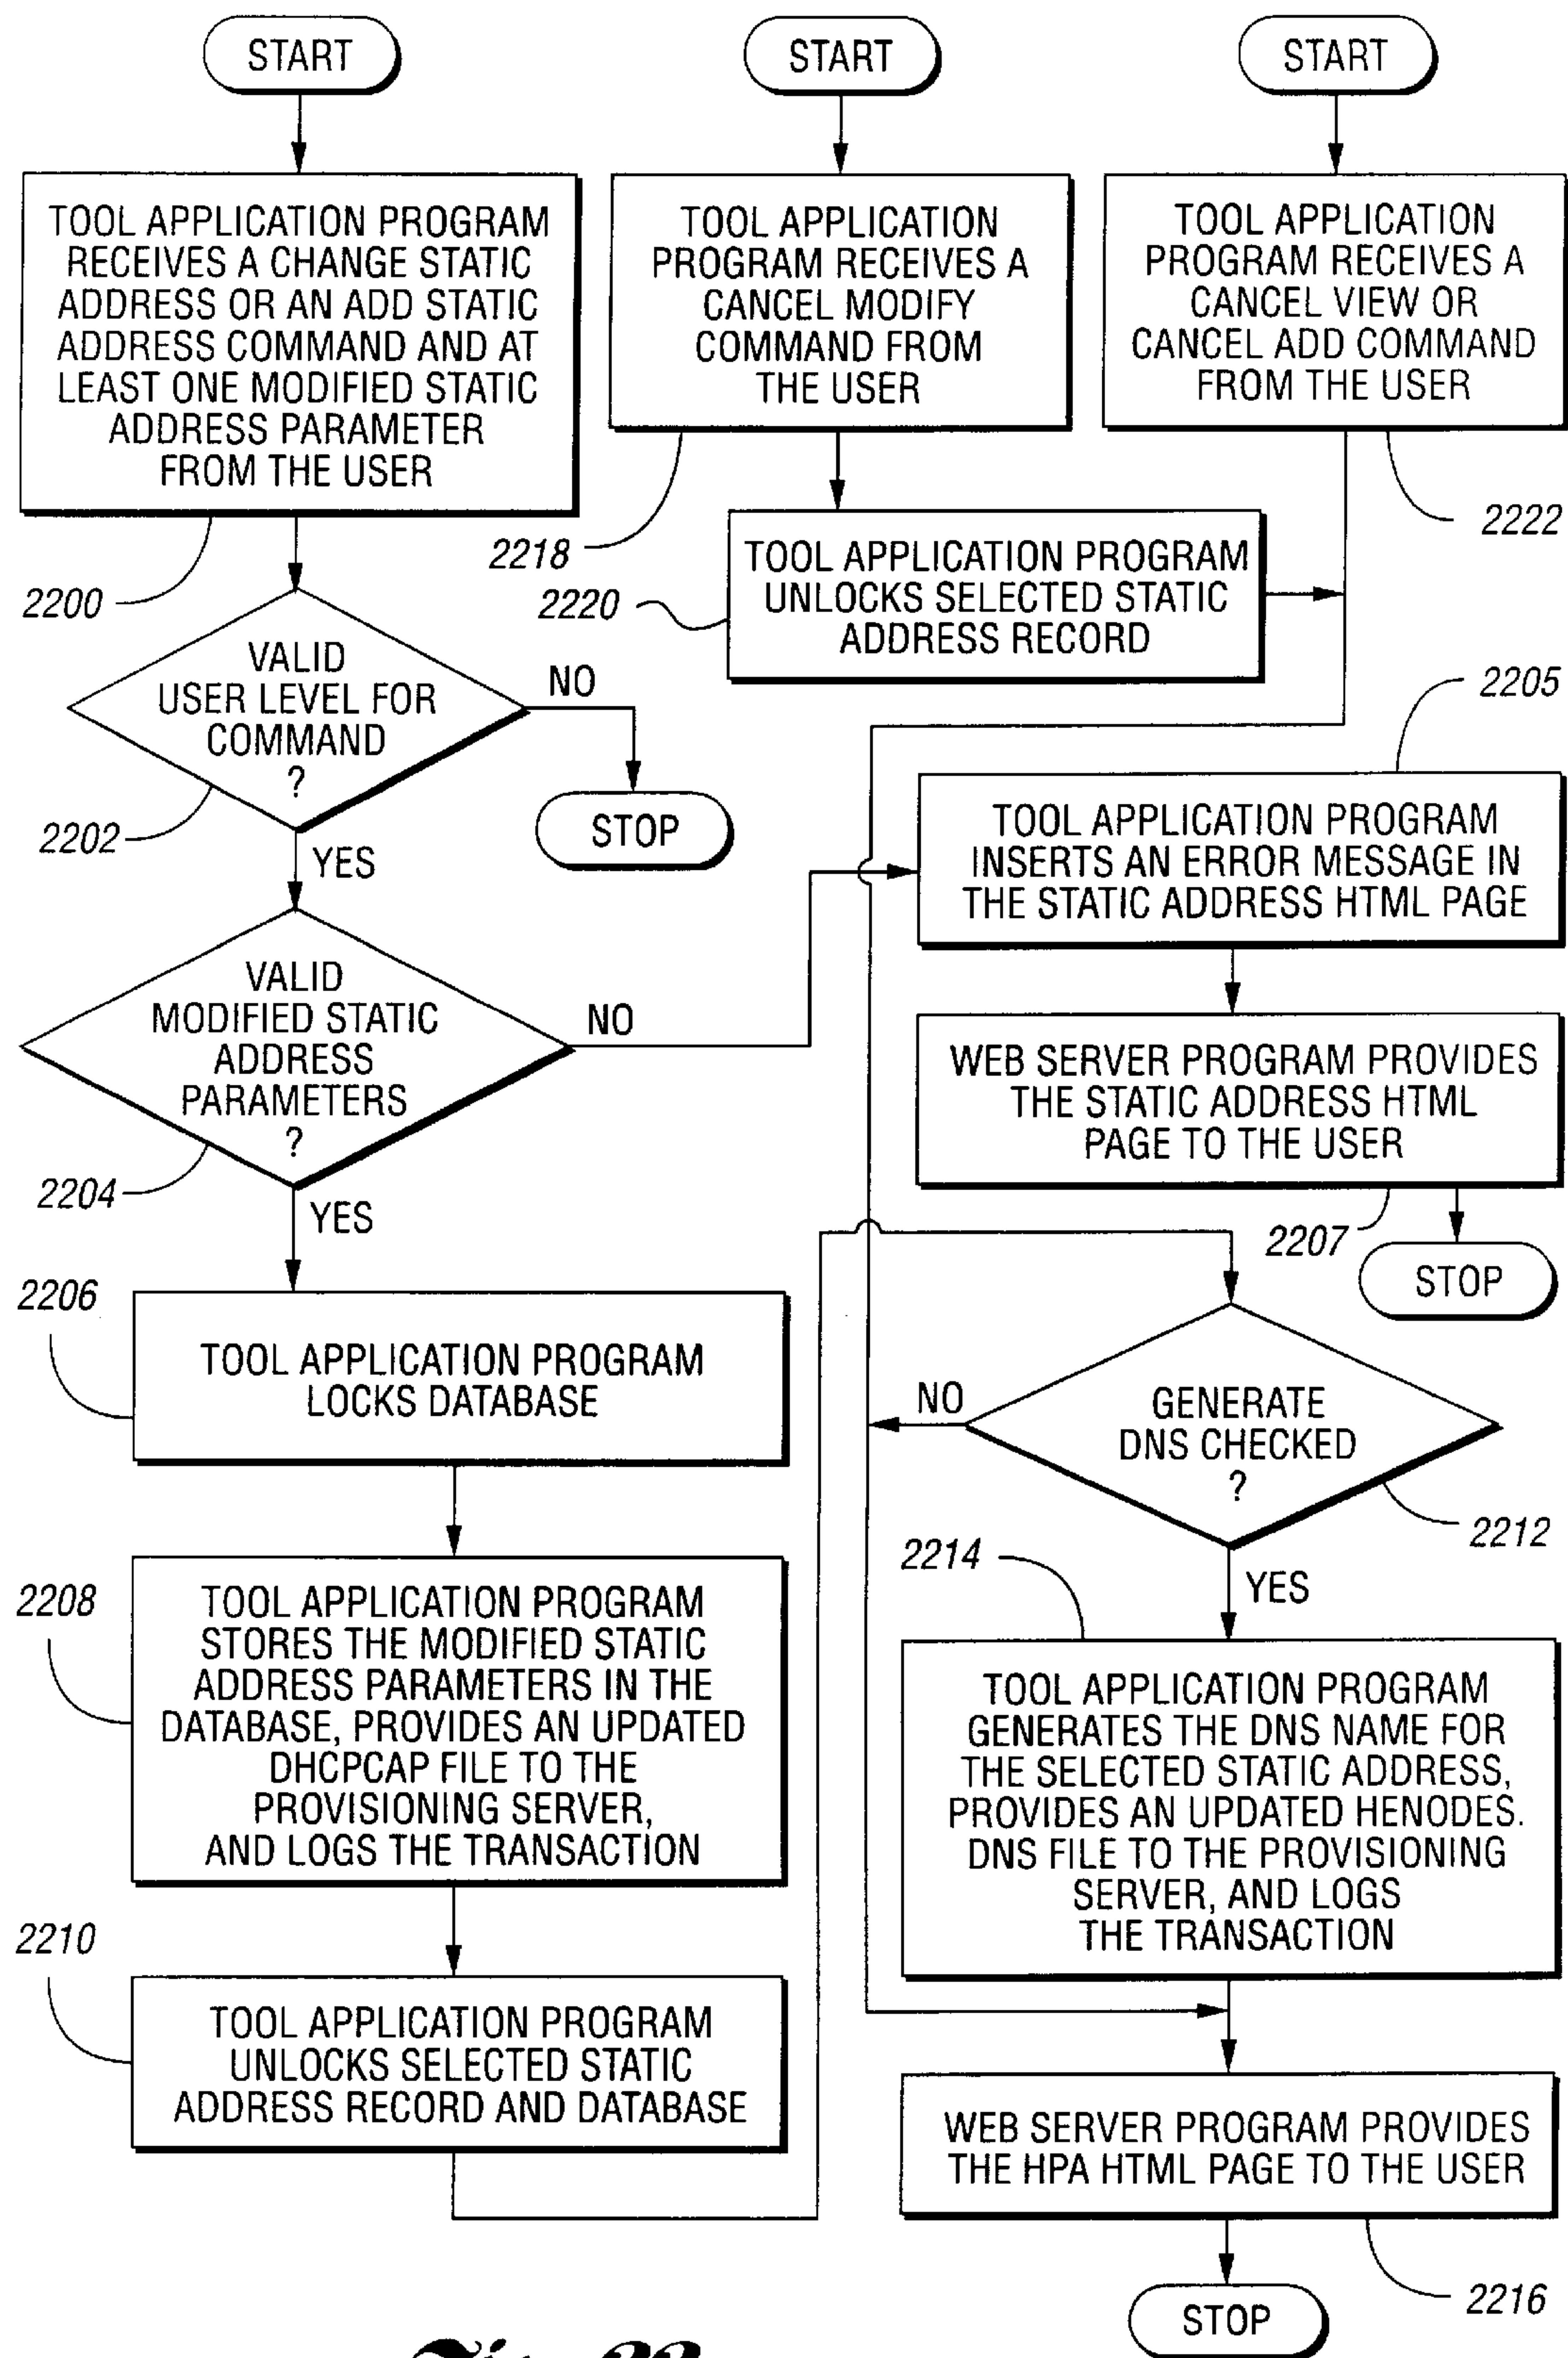 START
TOOL APPLICATION PROGRAM
RECEIVES A CHANGE STATIC
ADDRESS OR AN ADD STATIC
ADDRESS COMMAND AND AT
LEAST ONE MODIFIED STATIC
ADDRESS PARAMETER
FROM THE USER
2200
VALID
USER LEVEL FOR
COMMAND
?
2202
NO
STOP
YES
VALID
MODIFIED STATIC
ADDRESS
PARAMETERS
?
2204
NO
YES
2206
TOOL APPLICATION PROGRAM
LOCKS DATABASE
2208
TOOL APPLICATION PROGRAM
STORES THE MODIFIED STATIC
ADDRESS PARAMETERS IN THE
DATABASE, PROVIDES AN UPDATED
DHCPCAP FILE TO THE
PROVISIONING SERVER,
AND LOGS THE TRANSACTION
2210
TOOL APPLICATION PROGRAM
UNLOCKS SELECTED STATIC
ADDRESS RECORD AND DATABASE
START
TOOL APPLICATION
PROGRAM RECEIVES A
CANCEL MODIFY
COMMAND FROM
THE USER
2218
2220
TOOL APPLICATION PROGRAM
UNLOCKS SELECTED STATIC
ADDRESS RECORD
START
TOOL APPLICATION
PROGRAM RECEIVES A
CANCEL VIEW OR
CANCEL ADD COMMAND
FROM THE USER
2222
2205
TOOL APPLICATION PROGRAM
INSERTS AN ERROR MESSAGE IN
THE STATIC ADDRESS HTML PAGE
WEB SERVER PROGRAM PROVIDES
THE STATIC ADDRESS HTML
PAGE TO THE USER
2207
STOP
GENERATE
DNS CHECKED
?
2212
NO
YES
2214
TOOL APPLICATION PROGRAM
GENERATES THE DNS NAME FOR
THE SELECTED STATIC ADDRESS,
PROVIDES AN UPDATED HENODES.
DNS FILE TO THE PROVISIONING
SERVER, AND LOGS
THE TRANSACTION
WEB SERVER PROGRAM PROVIDES
THE HPA HTML PAGE TO THE USER
2216
STOP